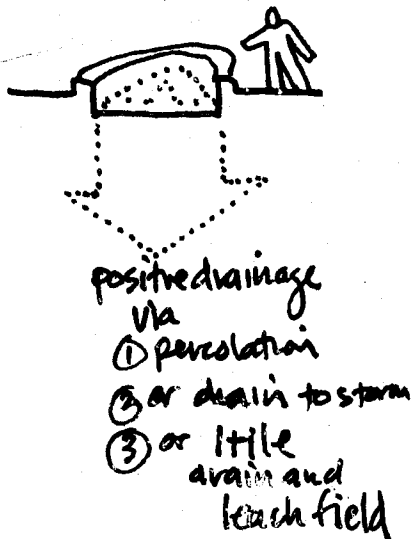 positive drainage
via
① percolation
② or drain to storm
③ or tile
drain and
leach field